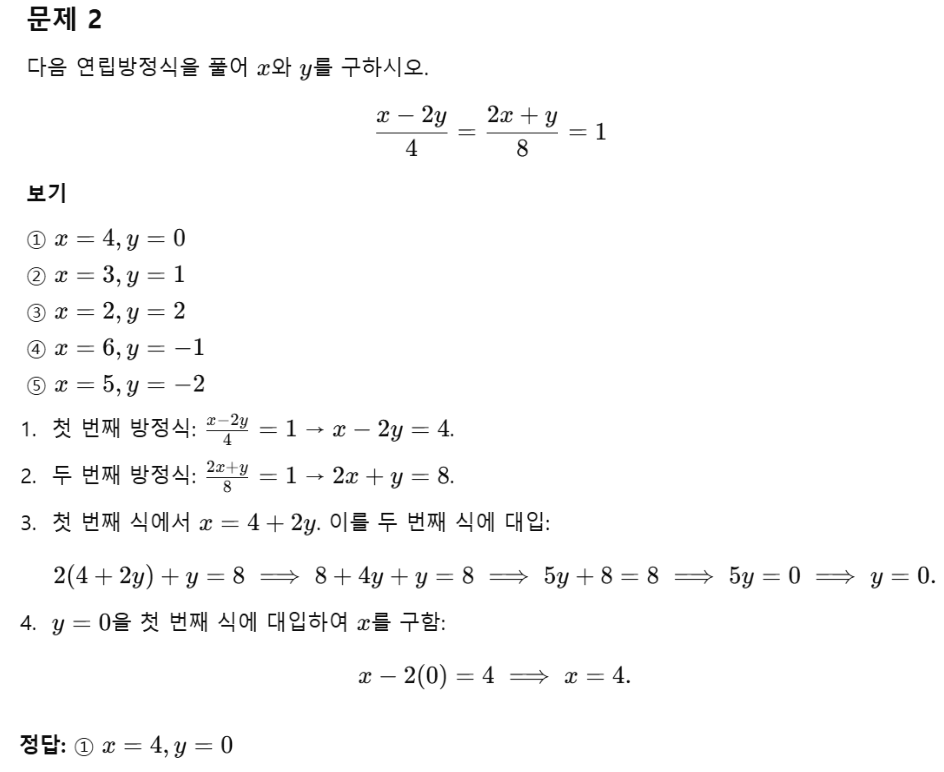 문제 2
다음 연립방정식을 풀어 x와 y를 구하시오.
\frac{x - 2y}{4} = \frac{2x + y}{8} = 1
보기
① x = 4, y = 0
② x = 3, y = 1
③ x = 2, y = 2
④ x = 6, y = −1
⑤ x = 5, y = −2
1. 첫 번째 방정식: \frac{x-2y}{4} = 1 → x − 2y = 4.
2. 두 번째 방정식: \frac{2x+y}{8} = 1 → 2x + y = 8.
3. 첫 번째 식에서 x = 4 + 2y. 이를 두 번째 식에 대입:
2(4 + 2y) + y = 8 ⟹ 8 + 4y + y = 8 ⟹ 5y + 8 = 8 ⟹ 5y = 0 ⟹ y = 0.
4. y = 0을 첫 번째 식에 대입하여 x를 구함:
x − 2(0) = 4 ⟹ x = 4.
정답: ① x = 4, y = 0